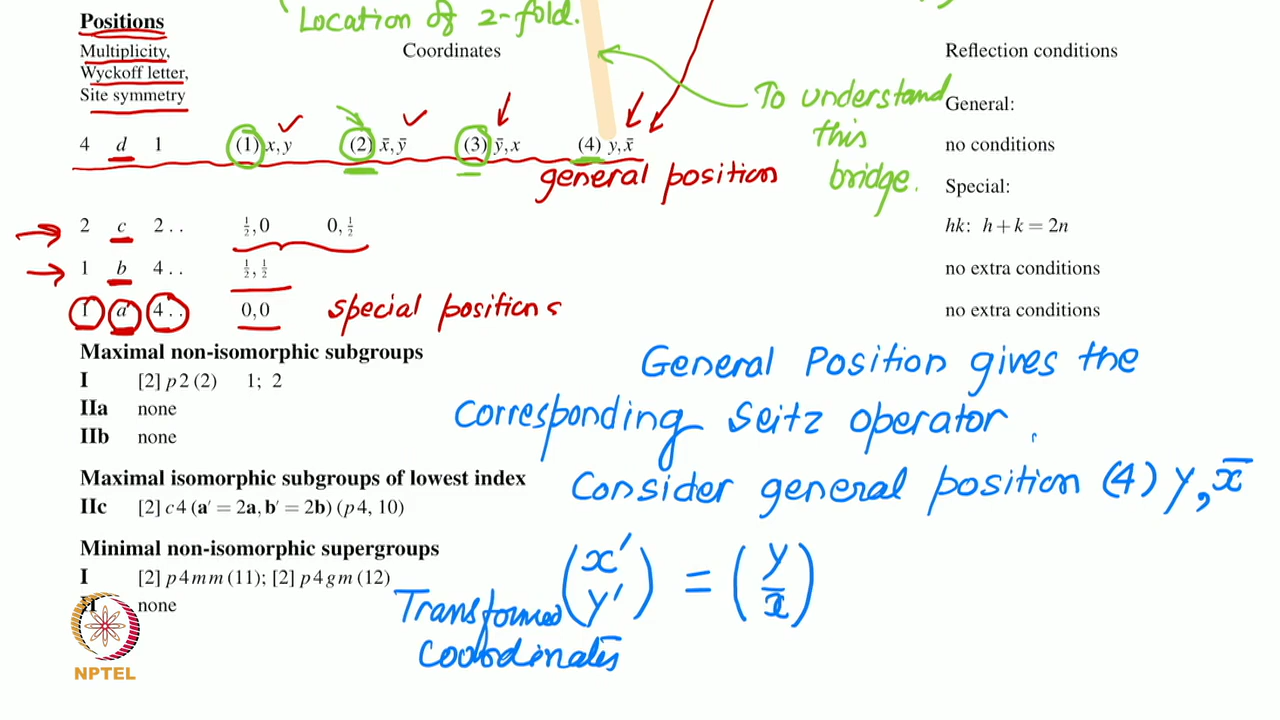 Positions
Location of 2-fold.
Multiplicity,
Coordinates
Reflection conditions
Wyckoff letter,
Site symmetry
To understand
this
bridge.
General:
4 d 1 (1) x,y (2) x̄,ȳ (3) ȳ,x (4) y,x̄
no conditions
general position
Special:
2 c 2 . . ½,0 0,½
hk: h + k = 2n
1 b 4 . . ½,½
no extra conditions
1 a 4 . . 0,0 special positions
no extra conditions
Maximal non-isomorphic subgroups
I [2] p2 (2) 1; 2
IIa none
IIb none
General Position gives the
corresponding Seitz operator.
Maximal isomorphic subgroups of lowest index
IIc [2] c4 (a′ = 2a, b′ = 2b) (p4, 10)
Consider general position (4) y, x̄
Minimal non-isomorphic supergroups
I [2] p4mm (11); [2] p4gm (12)
none
(x′ y′) = (y x̄)
Transformed
coordinates
NPTEL